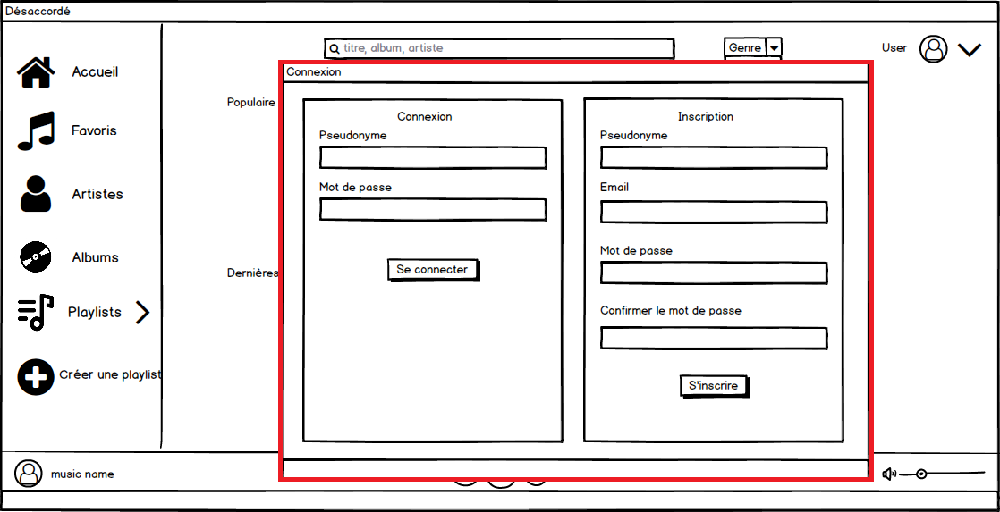 Désaccordé
titre, album, artiste
Genre
User
Accueil
Favoris
Artistes
Albums
Playlists
Créer une playlist
Populaire
Dernières
Connexion
Connexion
Pseudonyme
Mot de passe
Se connecter
Inscription
Pseudonyme
Email
Mot de passe
Confirmer le mot de passe
S'inscrire
music name